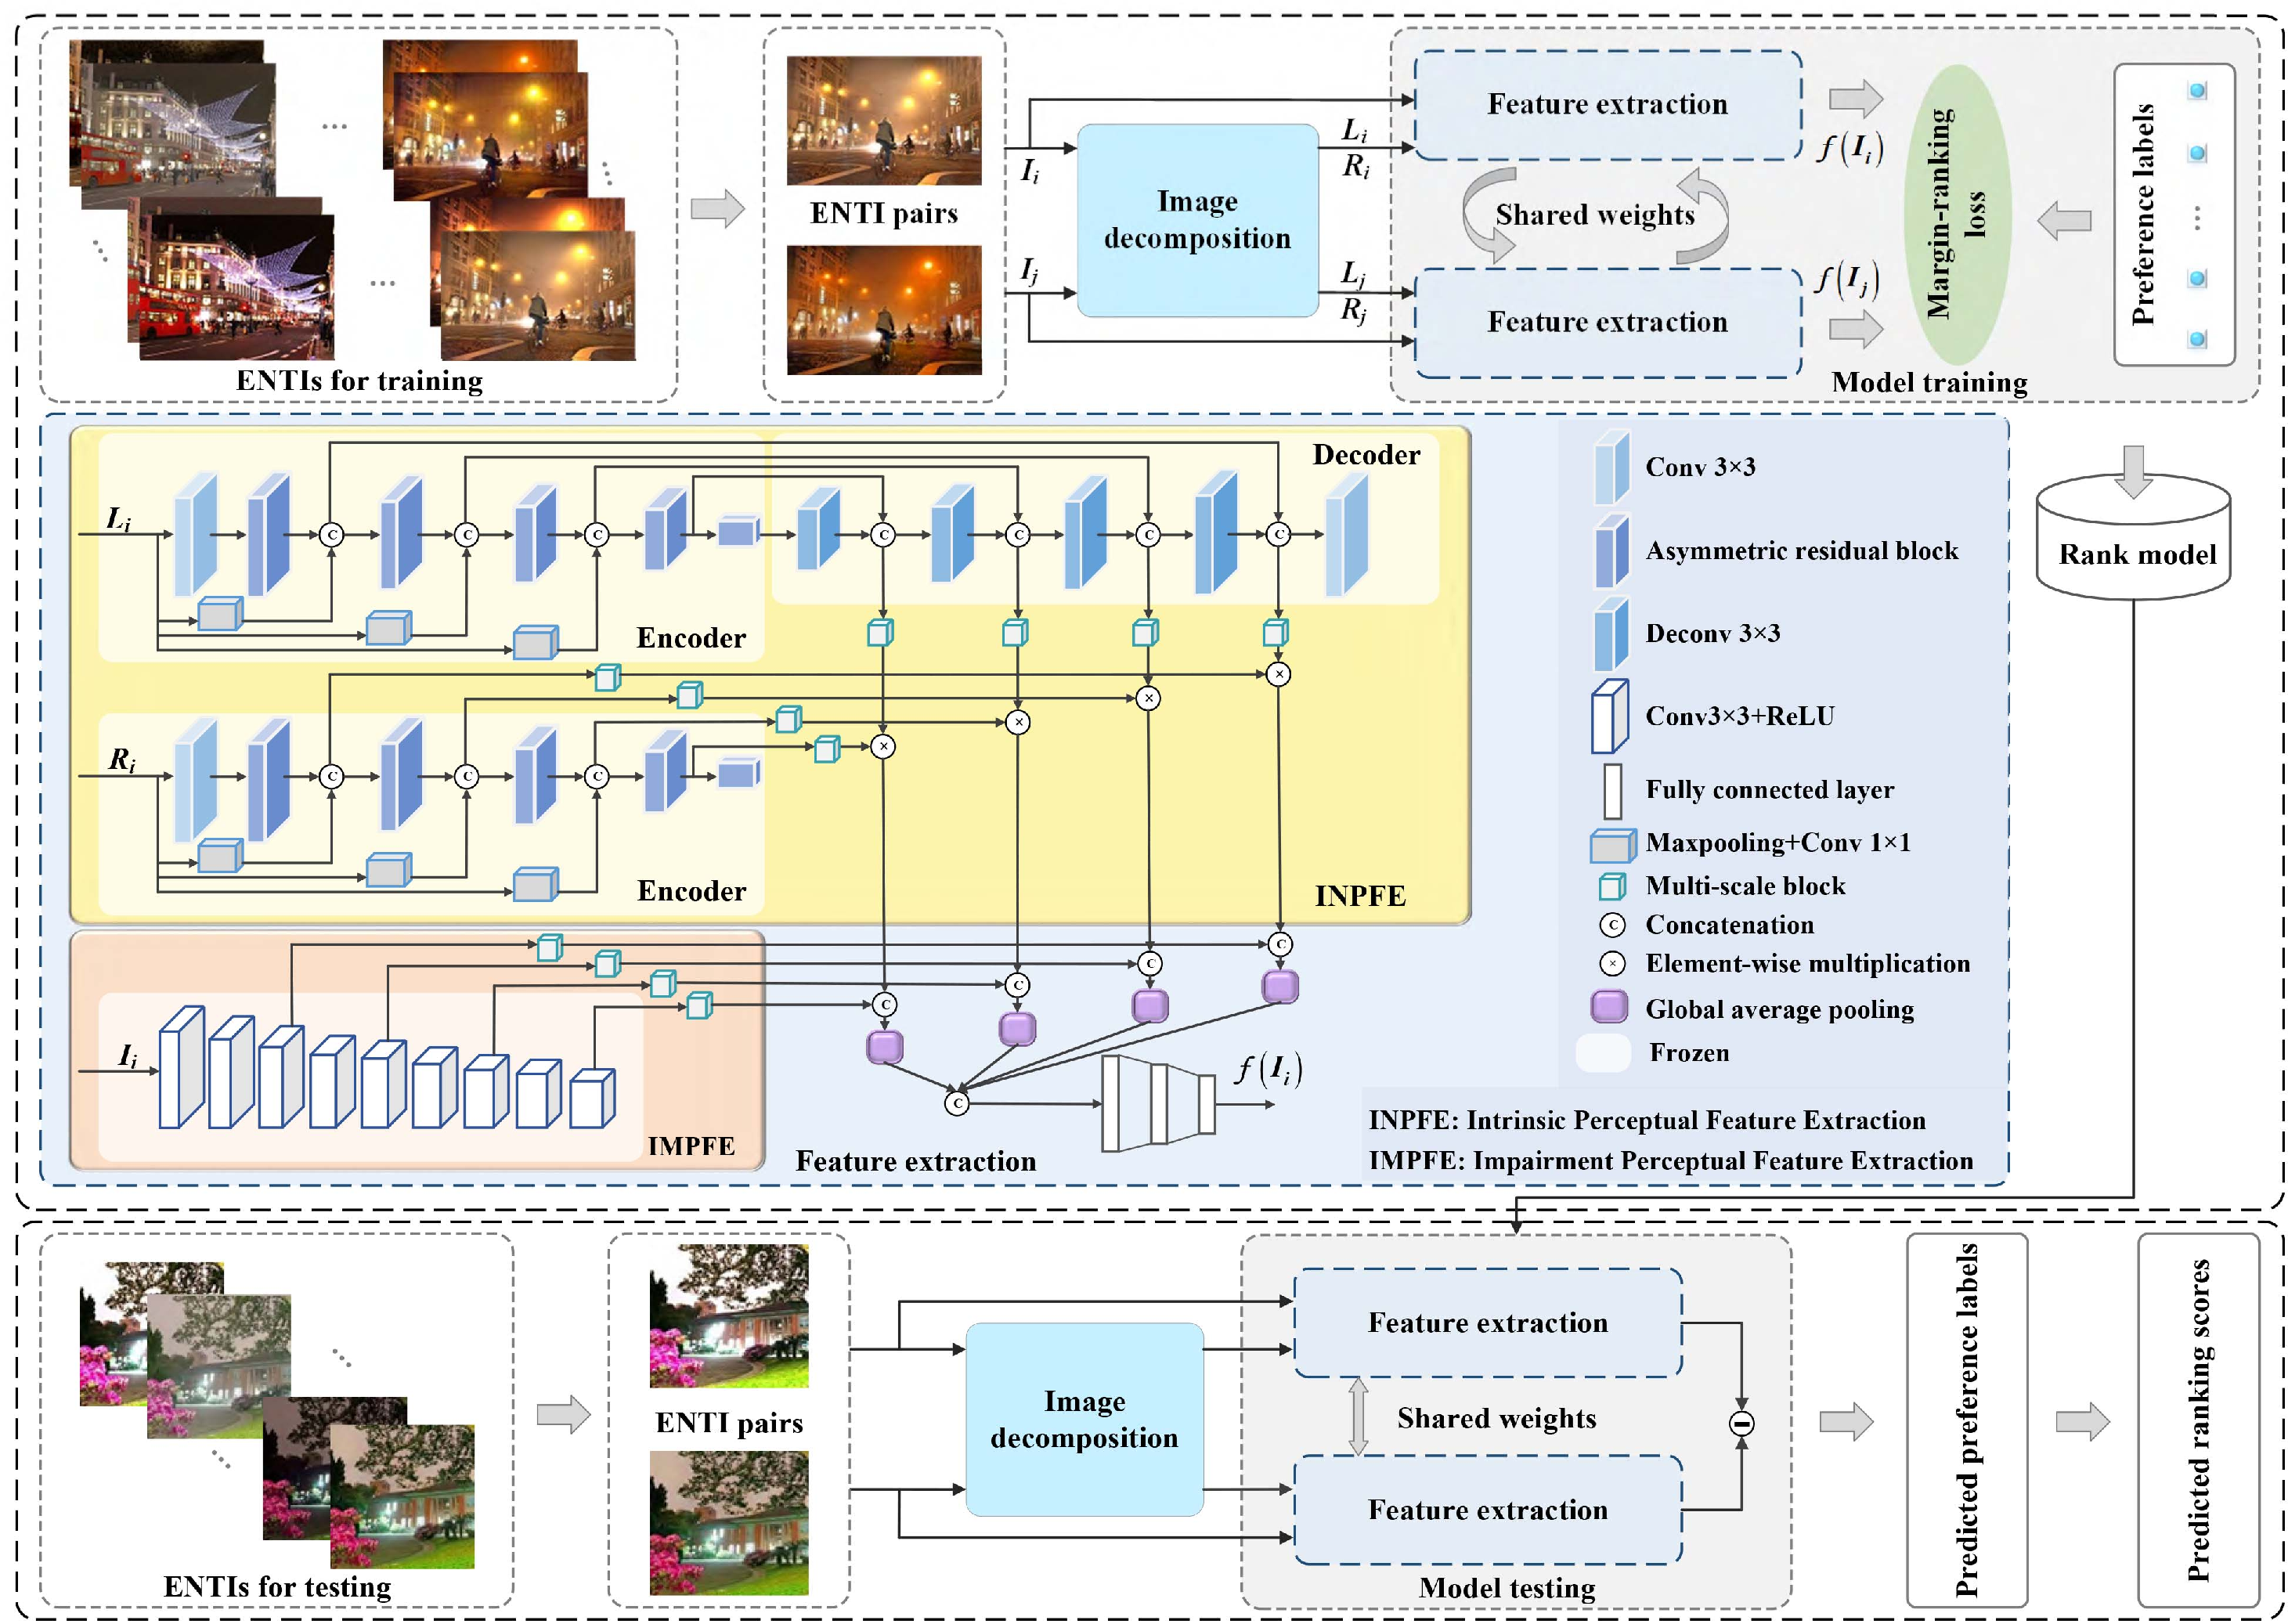 ENTIs for training
ENTI pairs
I_i
I_j
Image
decomposition
L_i
R_i
L_j
R_j
Feature extraction
Shared weights
Feature extraction
f(I_i)
f(I_j)
Margin-ranking
loss
Preference labels
Model training
L_i
Encoder
Decoder
C
C
C
C
C
C
C
×
×
×
×
R_i
C
C
C
Encoder
INPFE
I_i
IMPFE
C
C
C
C
C
f(I_i)
Feature extraction
Conv 3×3
Asymmetric residual block
Deconv 3×3
Conv3×3+ReLU
Fully connected layer
Maxpooling+Conv 1×1
Multi-scale block
C Concatenation
× Element-wise multiplication
Global average pooling
Frozen
INPFE: Intrinsic Perceptual Feature Extraction
IMPFE: Impairment Perceptual Feature Extraction
Rank model
ENTIs for testing
ENTI pairs
Image
decomposition
Feature extraction
Shared weights
Feature extraction
Model testing
Predicted preference labels
Predicted ranking scores